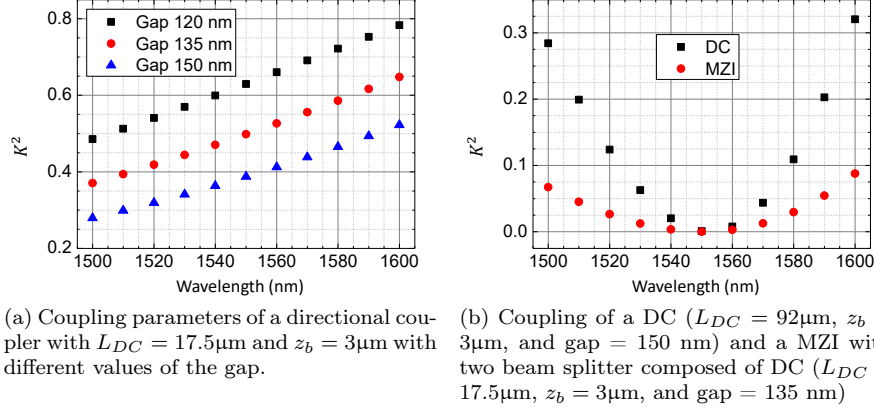 0.8
0.6
0.4
0.2
K²
Gap 120 nm
Gap 135 nm
Gap 150 nm
1500 1520 1540 1560 1580 1600
Wavelength (nm)
0.3
0.2
0.1
0.0
K²
DC
MZI
1500 1520 1540 1560 1580 1600
Wavelength (nm)
(a) Coupling parameters of a directional cou-
pler with L_DC = 17.5µm and z_b = 3µm with
different values of the gap.
(b) Coupling of a DC (L_DC = 92µm, z_b
3µm, and gap = 150 nm) and a MZI wit
two beam splitter composed of DC (L_DC
17.5µm, z_b = 3µm, and gap = 135 nm)